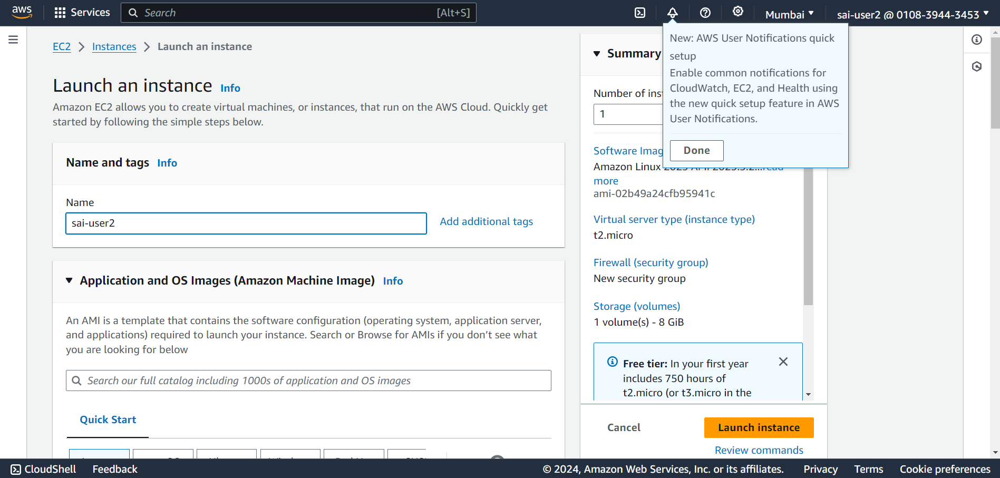 aws
Services
Search
[Alt+S]
Mumbai
sai-user2 @ 0108-3944-3453
New: AWS User Notifications quick
setup
Enable common notifications for
CloudWatch, EC2, and Health using
the new quick setup feature in AWS
User Notifications.
Done
EC2
Instances
Launch an instance
Launch an instance Info
Amazon EC2 allows you to create virtual machines, or instances, that run on the AWS Cloud. Quickly get
started by following the simple steps below.
Name and tags Info
Name
sai-user2
Add additional tags
Application and OS Images (Amazon Machine Image) Info
An AMI is a template that contains the software configuration (operating system, application server,
and applications) required to launch your instance. Search or Browse for AMIs if you don’t see what
you are looking for below
Search our full catalog including 1000s of application and OS images
Quick Start
Summary
Number of
1
Software
Amazon Linux
more
ami-02b49a24cfb95941c
Virtual server type (instance type)
t2.micro
Firewall (security group)
New security group
Storage (volumes)
1 volume(s) - 8 GiB
Free tier: In your first year
includes 750 hours of
t2.micro (or t3.micro in the
Cancel
Launch instance
Review commands
CloudShell
Feedback
© 2024, Amazon Web Services, Inc. or its affiliates.
Privacy
Terms
Cookie preferences